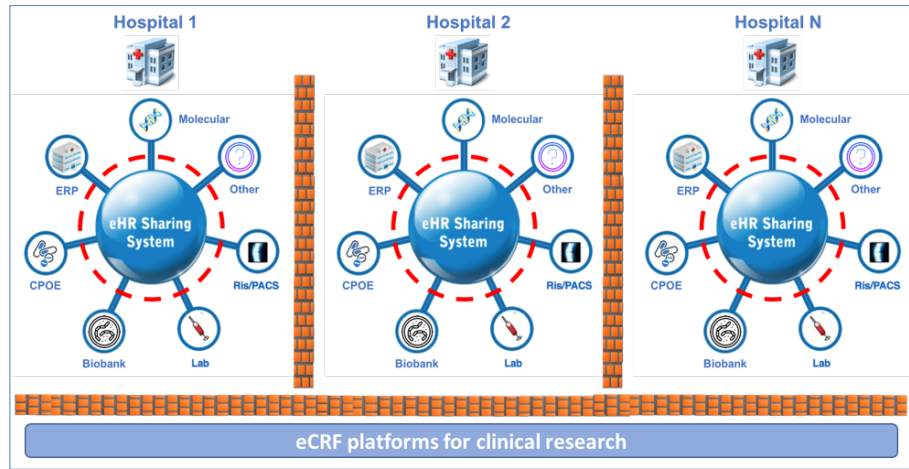 Hospital 1
Hospital 2
Hospital N
Molecular
Molecular
Molecular
ERP
Other
ERP
Other
ERP
Other
?
?
?
eHR Sharing
System
eHR Sharing
System
eHR Sharing
System
CPOE
Ris/PACS
CPOE
Ris/PACS
CPOE
Ris/PACS
Biobank
Lab
Biobank
Lab
Biobank
Lab
eCRF platforms for clinical research